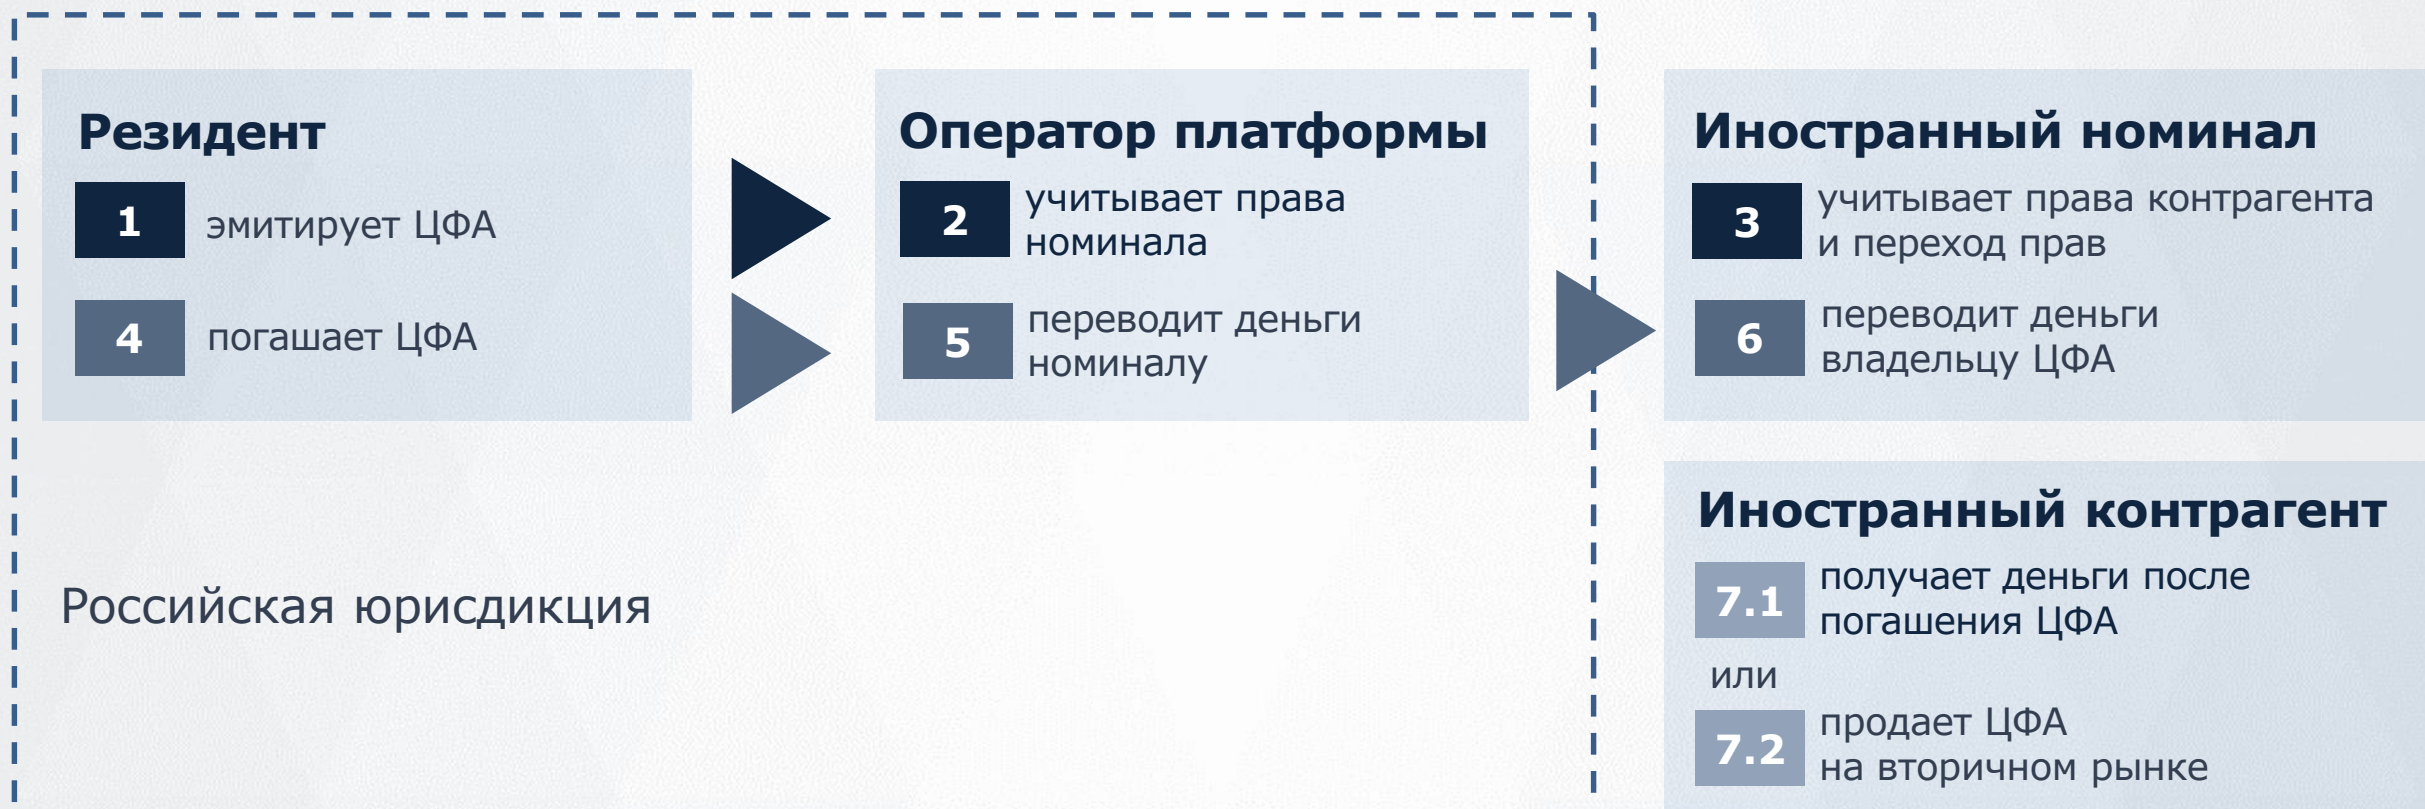 Резидент
1
эмитирует ЦФА
4
погашает ЦФА
Оператор платформы
2
учитывает права
номинала
5
переводит деньги
номиналу
Иностранный номинал
3
учитывает права контрагента
и переход прав
6
переводит деньги
владельцу ЦФА
Иностранный контрагент
7.1
получает деньги после
погашения ЦФА
или
7.2
продает ЦФА
на вторичном рынке
Российская юрисдикция